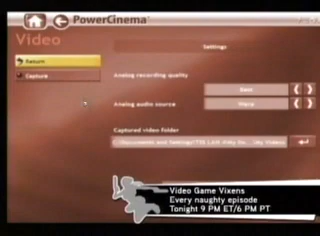 PowerCinema
Video
Settings
Return
Capture
Analog recording quality
Best
Analog audio source
Captured video folder
Video Game Vixens
Every naughty episode
Tonight 9 PM ET/6 PM PT